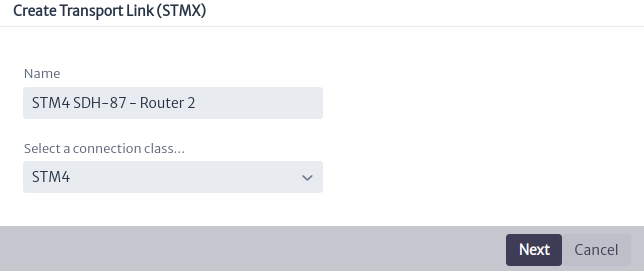 Create Transport Link (STMX)
Name
STM4 SDH-87 - Router 2
Select a connection class...
STM4
Next Cancel